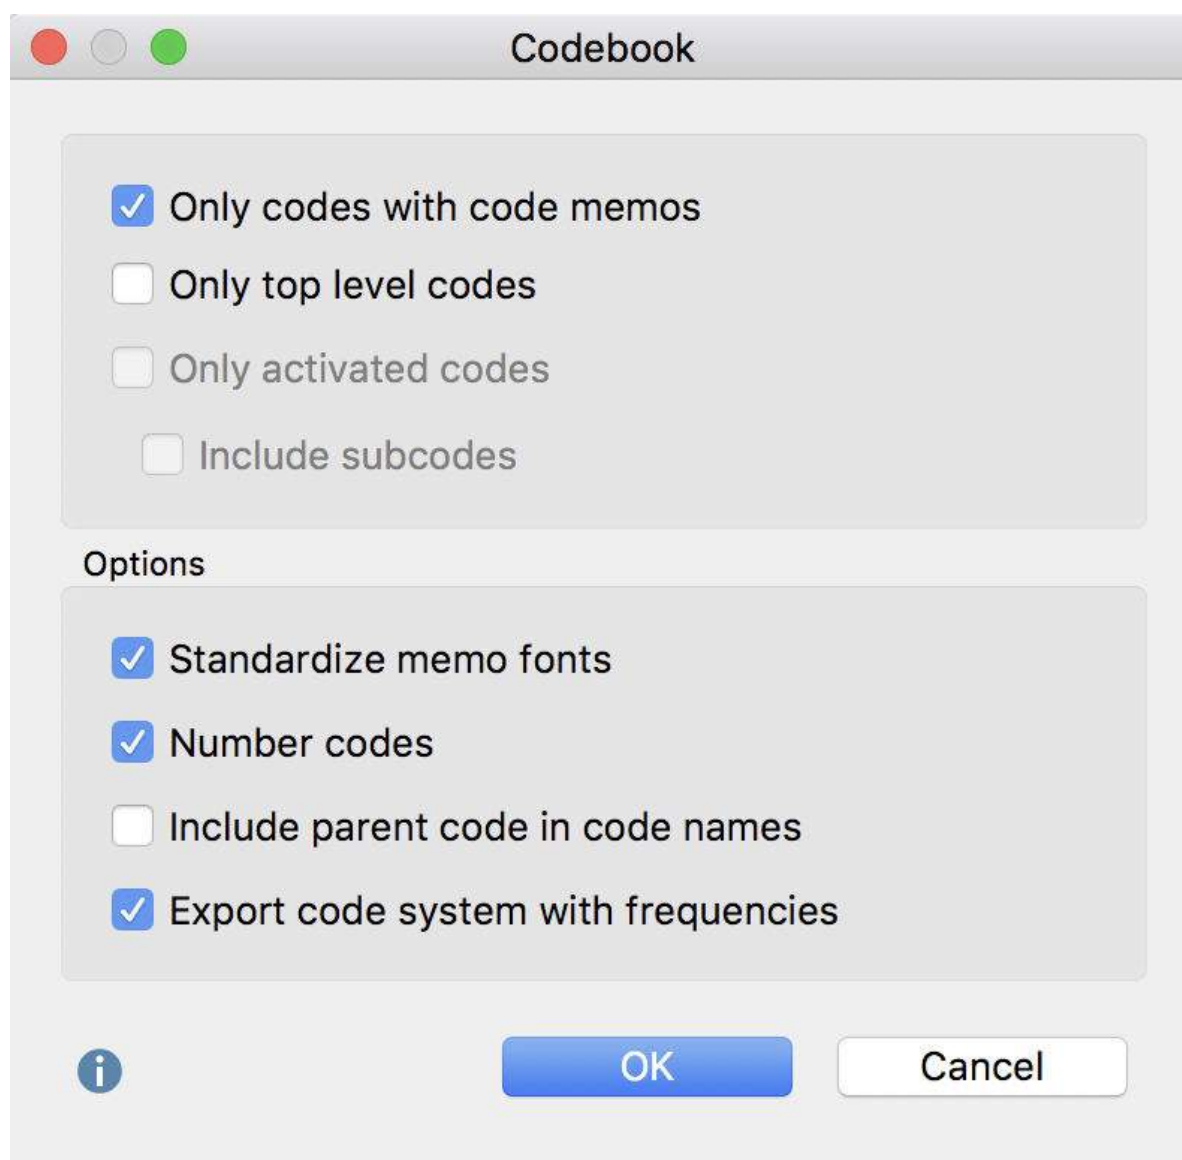 Codebook
Only codes with code memos
Only top level codes
Only activated codes
Include subcodes
Options
Standardize memo fonts
Number codes
Include parent code in code names
Export code system with frequencies
OK
Cancel